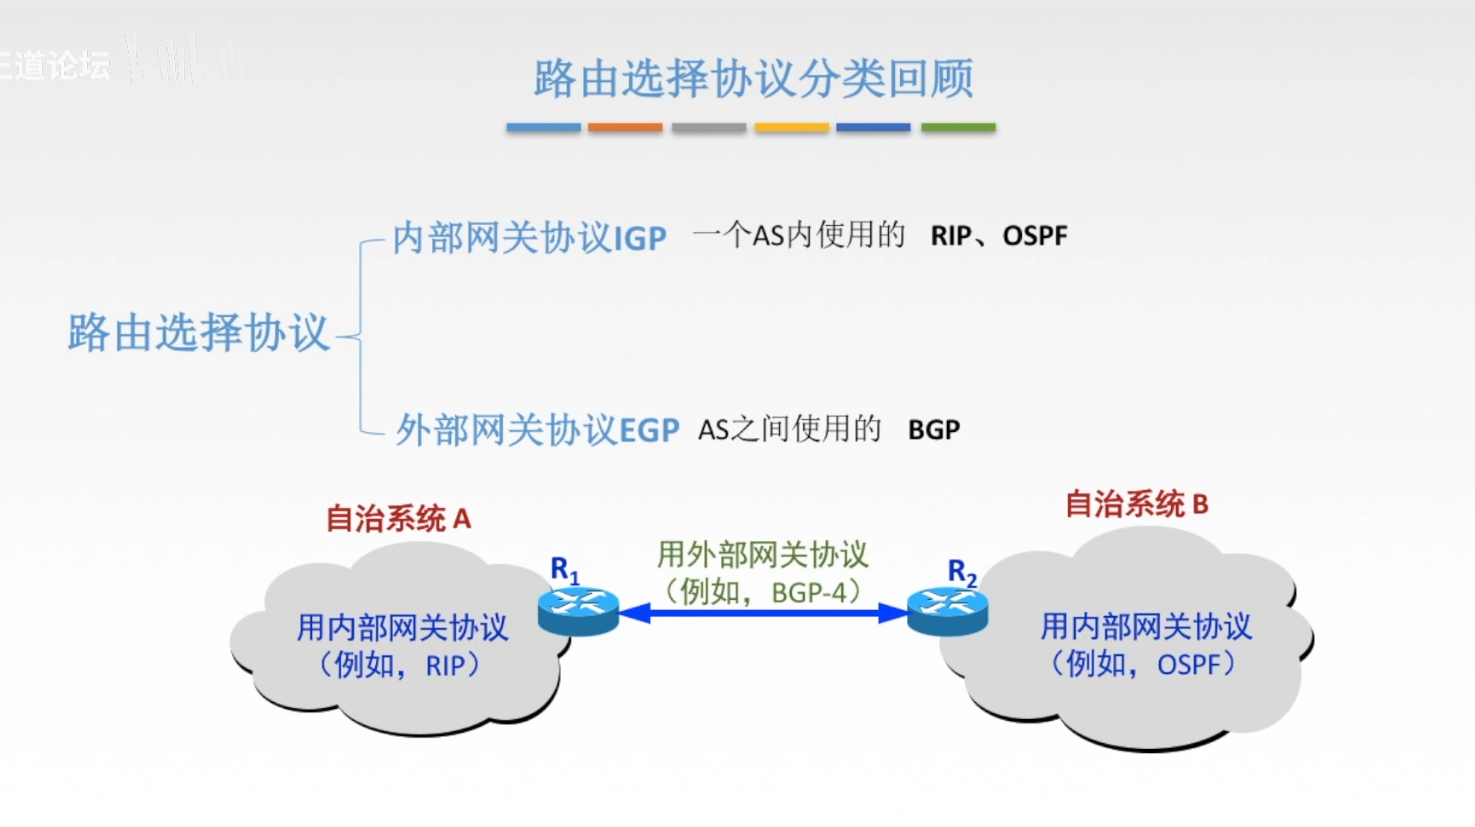 王道论坛
路由选择协议分类回顾
内部网关协议IGP 一个AS内使用的 RIP、OSPF
路由选择协议
外部网关协议EGP AS之间使用的 BGP
自治系统 A
自治系统 B
R1
用外部网关协议
（例如，BGP-4）
R2
用内部网关协议
（例如，RIP）
用内部网关协议
（例如，OSPF）